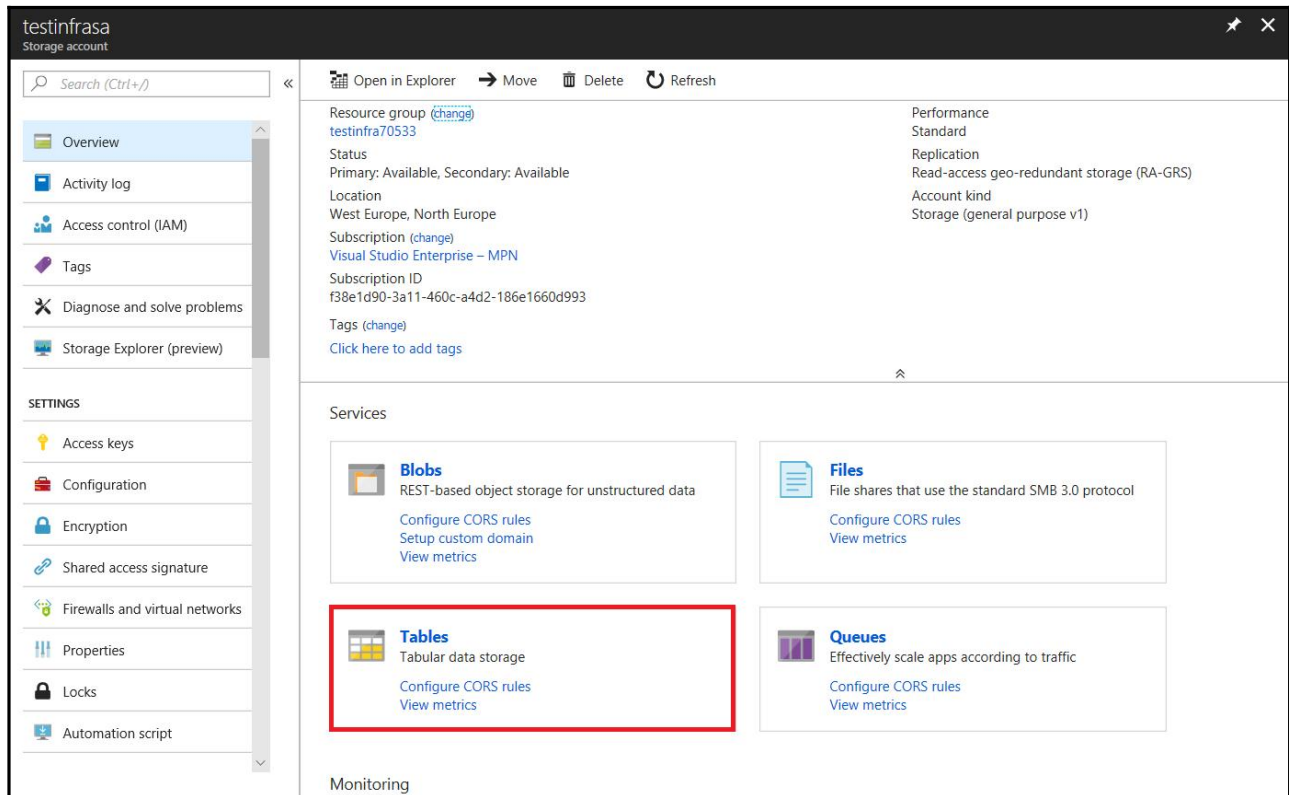 testinfrasa
Storage account
Search (Ctrl+/)
Overview
Activity log
Access control (IAM)
Tags
Diagnose and solve problems
Storage Explorer (preview)
SETTINGS
Access keys
Configuration
Encryption
Shared access signature
Firewalls and virtual networks
Properties
Locks
Automation script
Open in Explorer Move Delete Refresh
Resource group (change)
testinfra70533
Status
Primary: Available, Secondary: Available
Location
West Europe, North Europe
Subscription (change)
Visual Studio Enterprise – MPN
Subscription ID
f38e1d90-3a11-460c-a4d2-186e1660d993
Tags (change)
Click here to add tags
Performance
Standard
Replication
Read-access geo-redundant storage (RA-GRS)
Account kind
Storage (general purpose v1)
Services
Blobs
REST-based object storage for unstructured data
Configure CORS rules
Setup custom domain
View metrics
Files
File shares that use the standard SMB 3.0 protocol
Configure CORS rules
View metrics
Tables
Tabular data storage
Configure CORS rules
View metrics
Queues
Effectively scale apps according to traffic
Configure CORS rules
View metrics
Monitoring